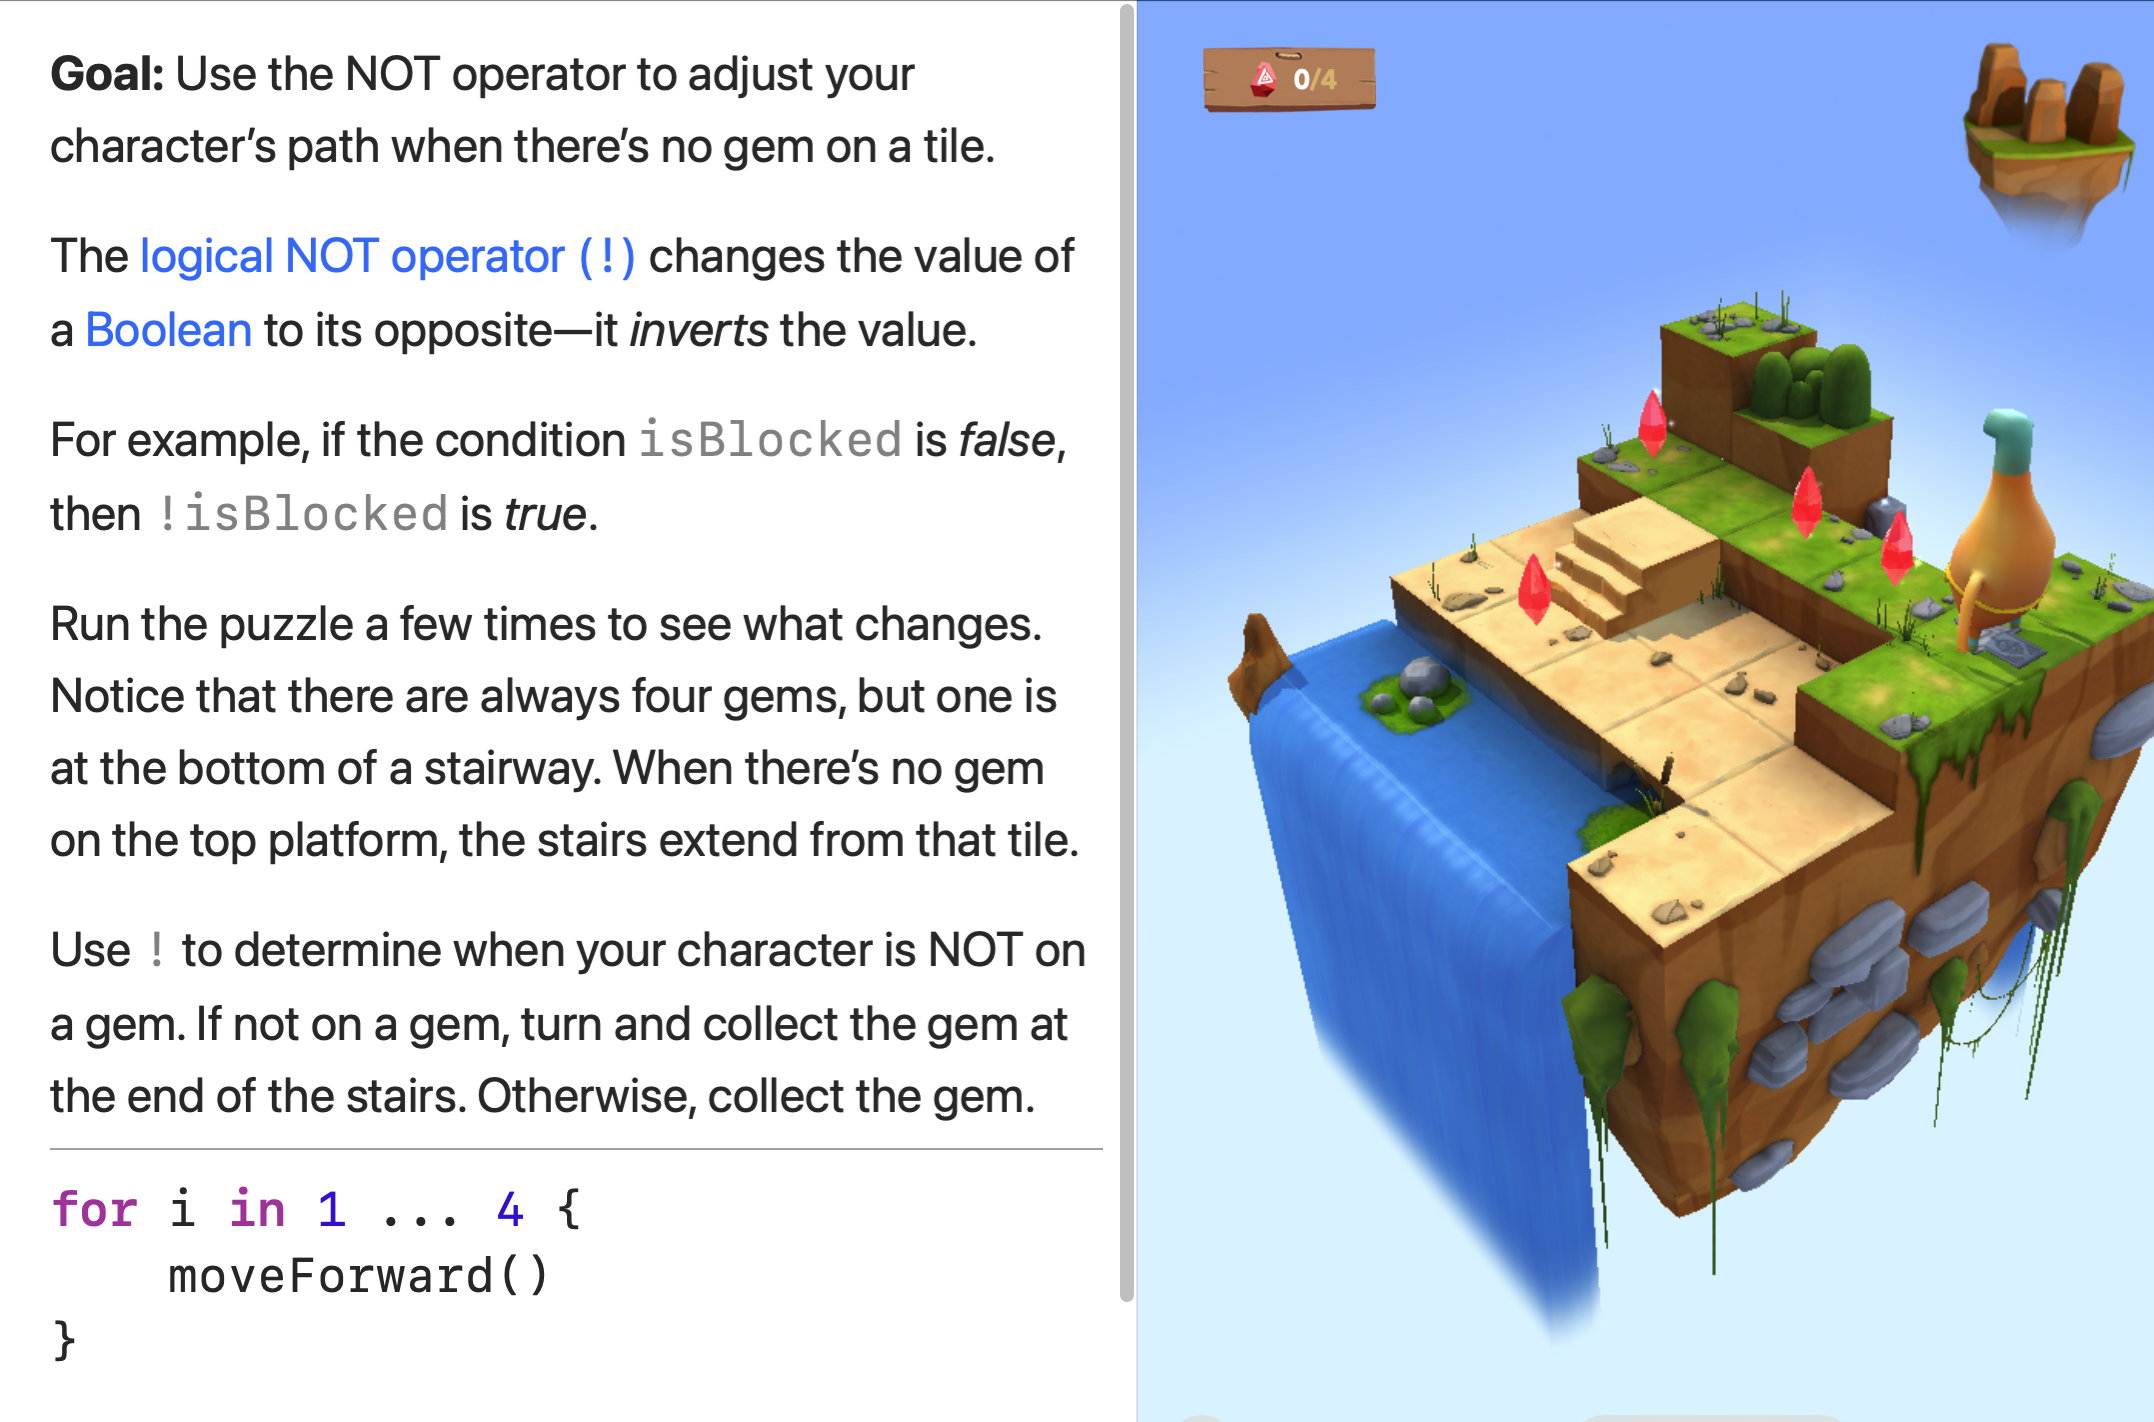 Goal: Use the NOT operator to adjust your
character’s path when there’s no gem on a tile.
The logical NOT operator (!) changes the value of
a Boolean to its opposite—it inverts the value.
For example, if the condition isBlocked is false,
then !isBlocked is true.
Run the puzzle a few times to see what changes.
Notice that there are always four gems, but one is
at the bottom of a stairway. When there’s no gem
on the top platform, the stairs extend from that tile.
Use ! to determine when your character is NOT on
a gem. If not on a gem, turn and collect the gem at
the end of the stairs. Otherwise, collect the gem.
for i in 1 ... 4 {
    moveForward()
}
0/4